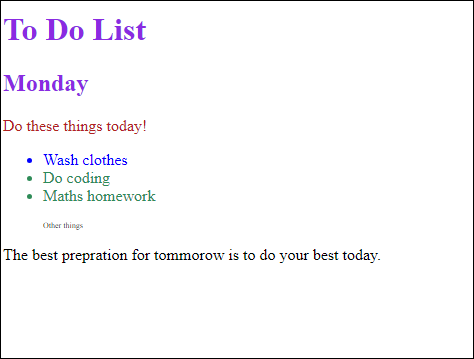 To Do List
Monday
Do these things today!
Wash clothes
Do coding
Maths homework
Other things
The best prepration for tommorow is to do your best today.